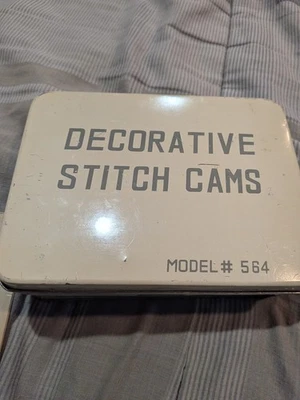 DECORATIVE
STITCH CAMS
MODEL# 564